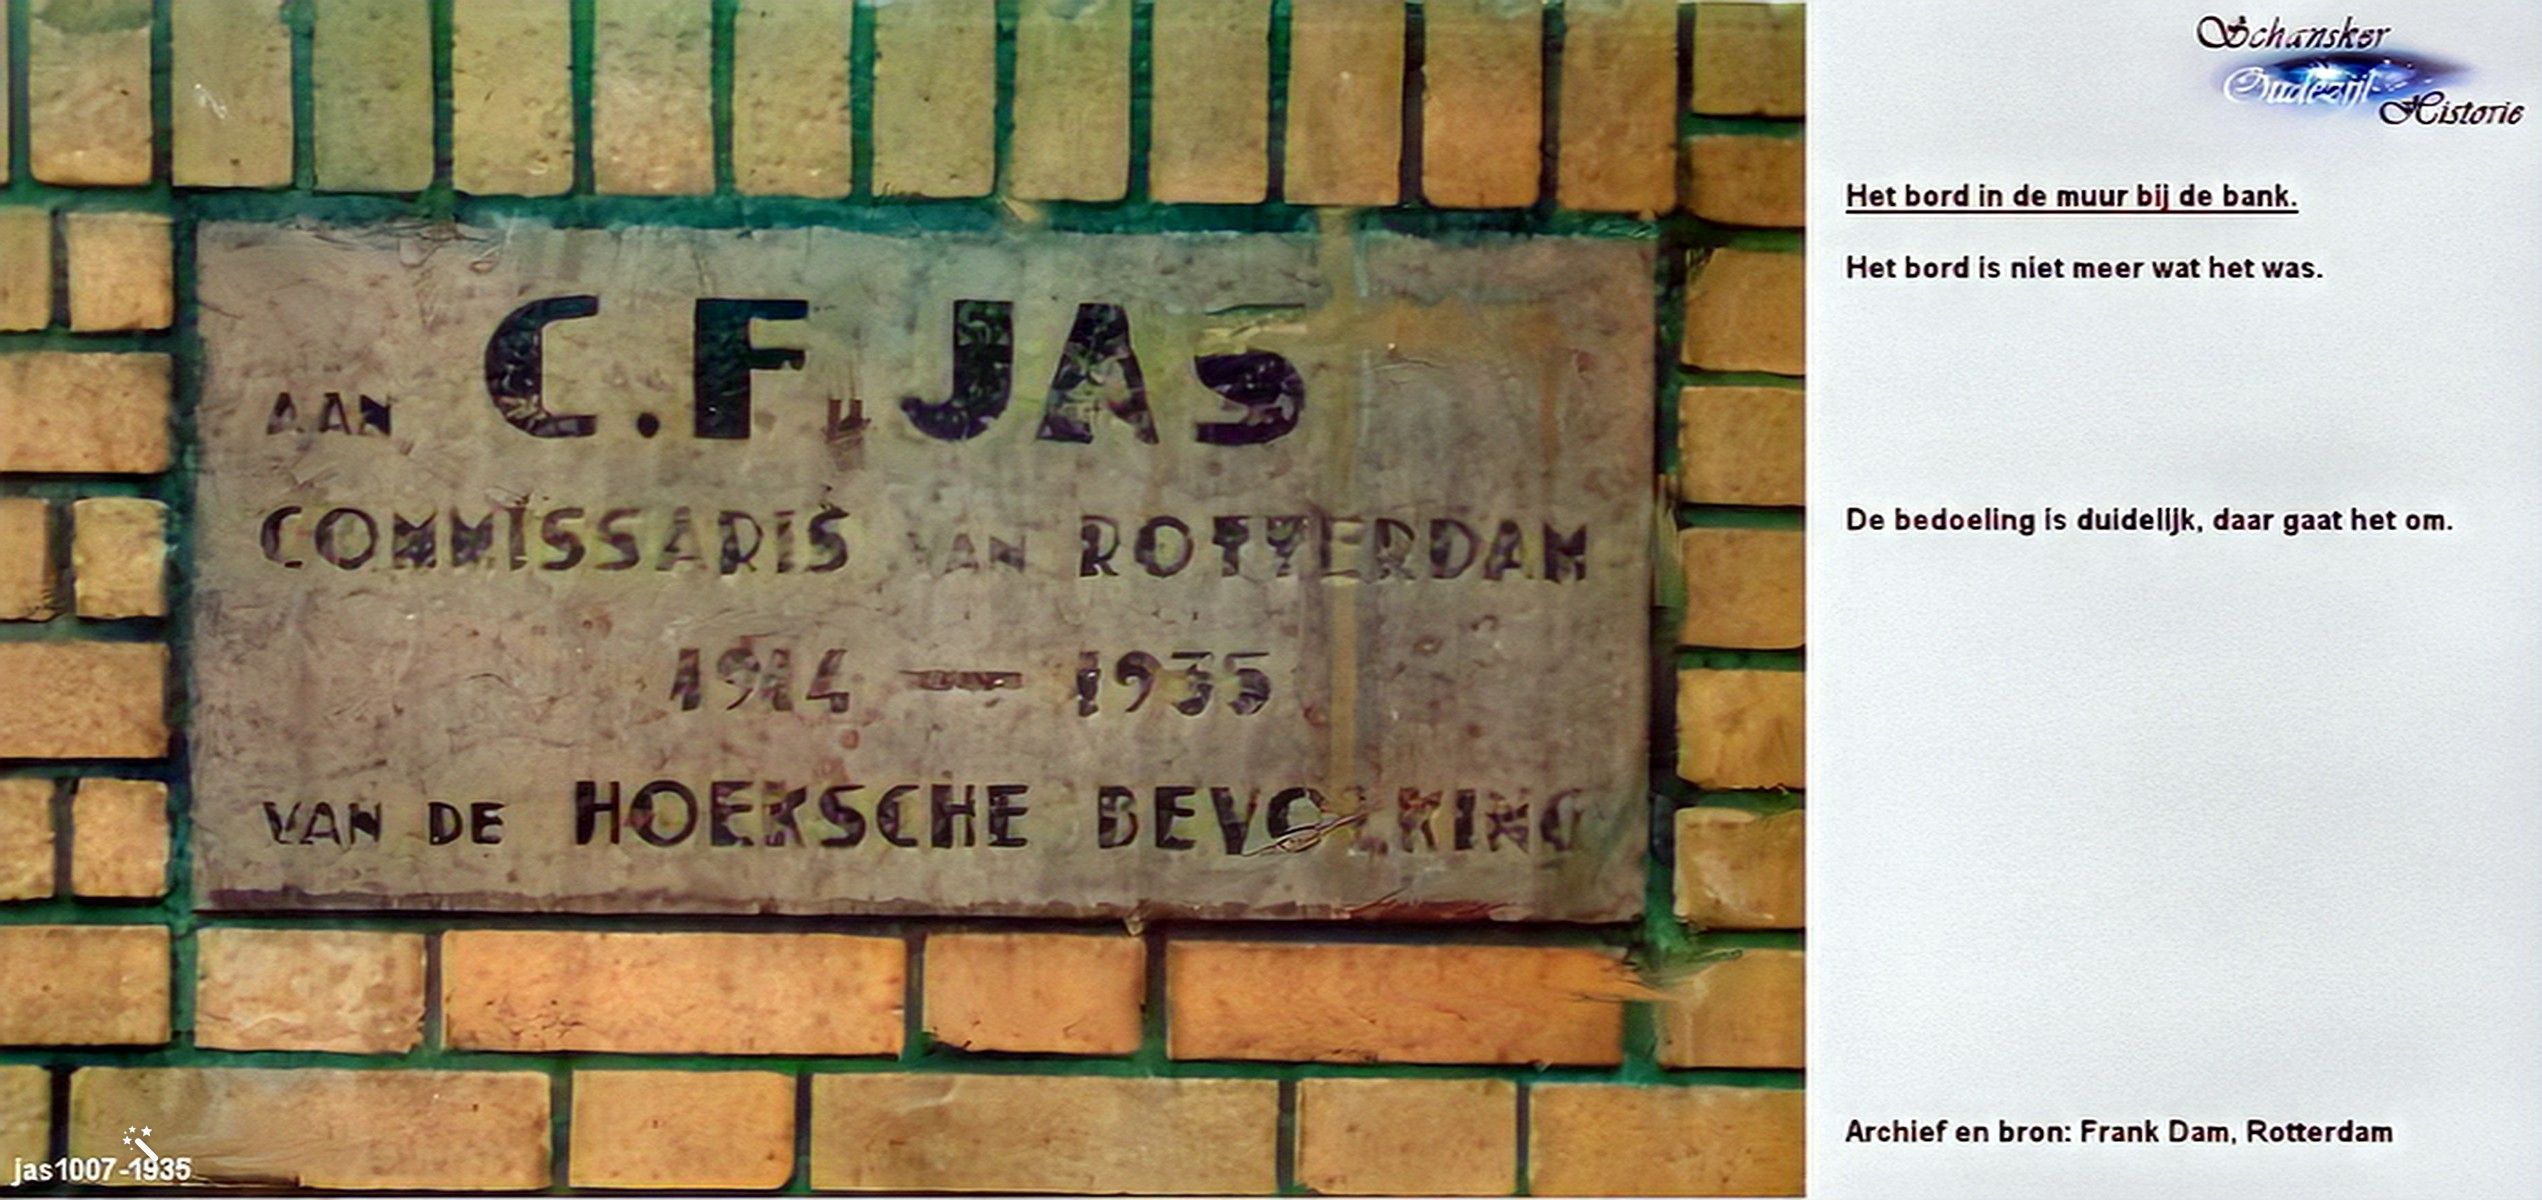 AAN C.F. JAS
COMMISSARIS VAN ROTTERDAM
1914 — 1935
VAN DE HOEKSCHE BEVOLKING
jas1007-1935
Schansker
Oudezijl
Historie
Het bord in de muur bij de bank.
Het bord is niet meer wat het was.
De bedoeling is duidelijk, daar gaat het om.
Archief en bron: Frank Dam, Rotterdam